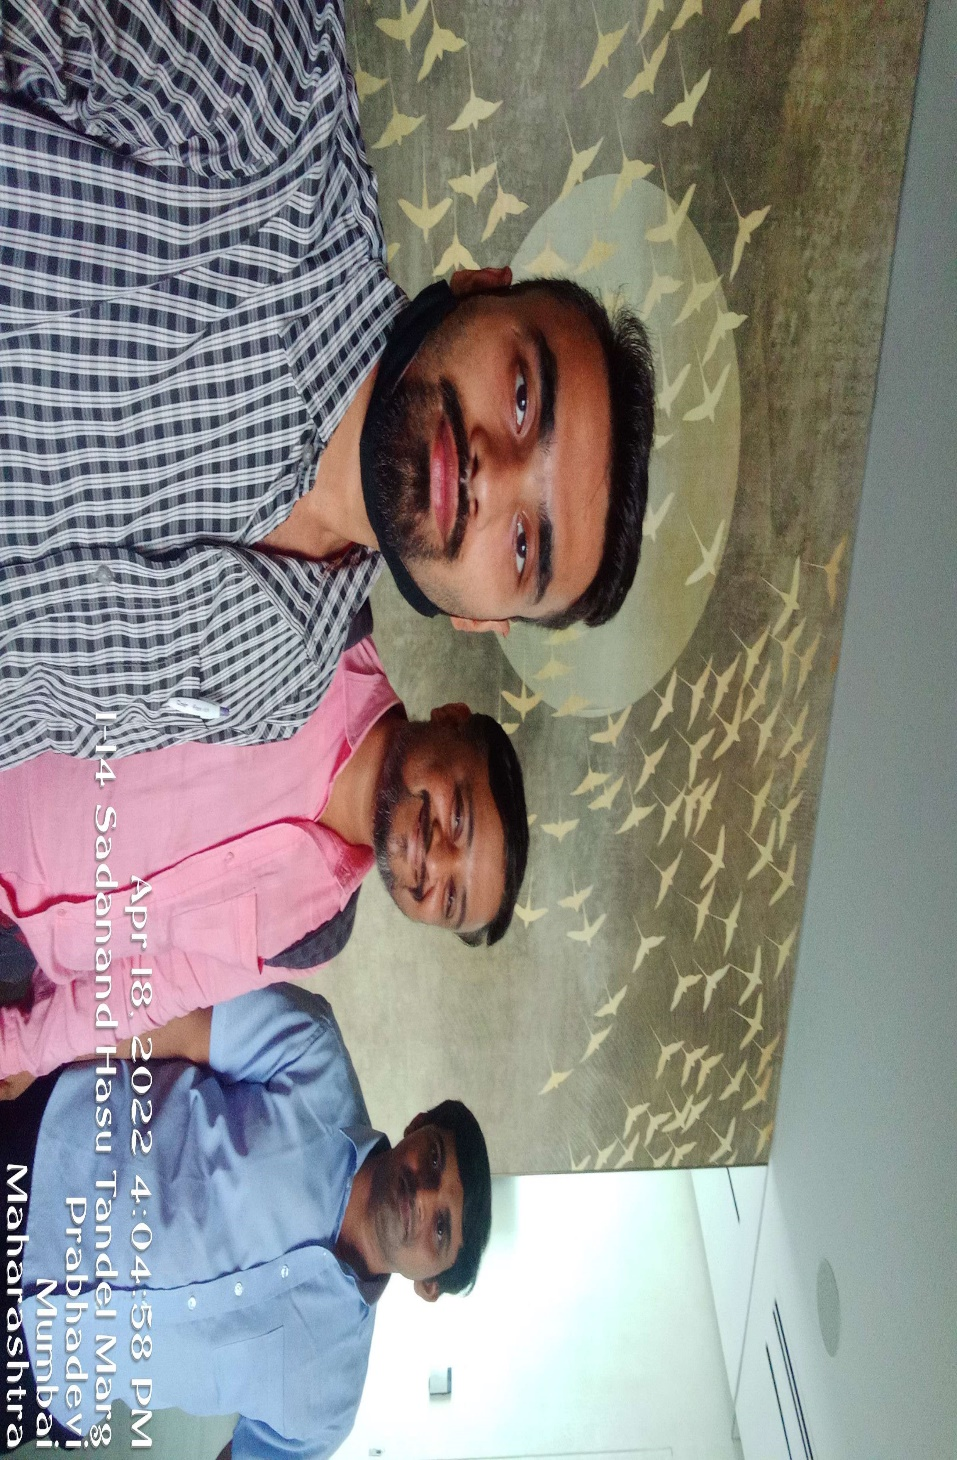 Apr 18, 2022 4:04:58 PM
1-14 Sadanand Hasu Tandel Marg
Prabhadevi
Mumbai
Maharashtra